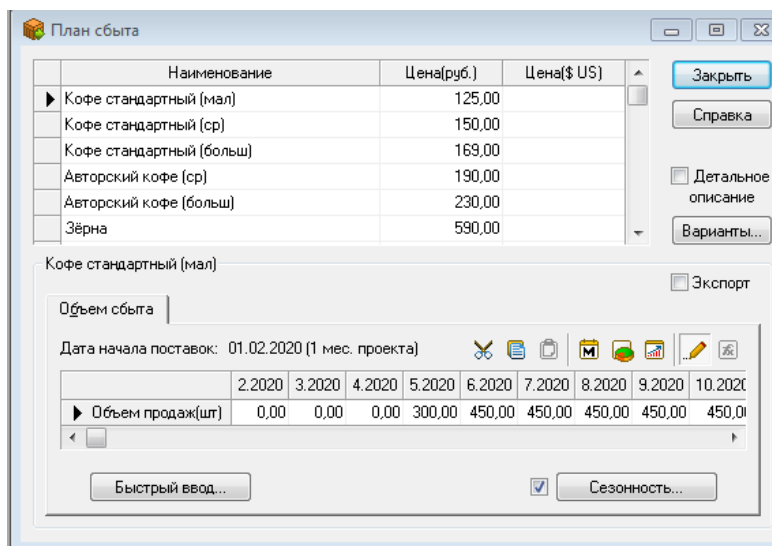 План сбыта
Наименование Цена(руб.) Цена($ US)
Кофе стандартный (мал) 125,00
Кофе стандартный (ср) 150,00
Кофе стандартный (больш) 169,00
Авторский кофе (ср) 190,00
Авторский кофе (больш) 230,00
Зёрна 590,00
Закрыть
Справка
Детальное
описание
Варианты...
Кофе стандартный (мал)
Экспорт
Объем сбыта
Дата начала поставок: 01.02.2020 (1 мес. проекта)
2.2020 3.2020 4.2020 5.2020 6.2020 7.2020 8.2020 9.2020 10.2020
Объем продаж(шт) 0,00 0,00 0,00 300,00 450,00 450,00 450,00 450,00 450,0
Быстрый ввод...
Сезонность...